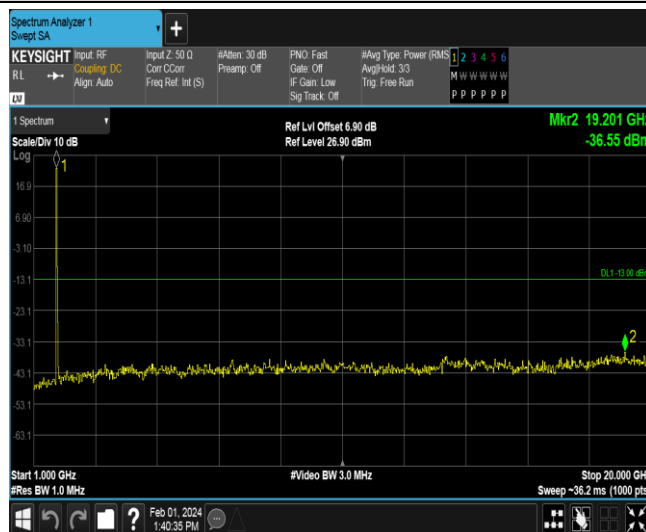 Spectrum Analyzer 1
Swept SA
+
KEYSIGHT
RL
LXI
Input: RF
Coupling: DC
Align: Auto
Input Z: 50 Ω
Corr CCorr
Freq Ref: Int (S)
#Atten: 30 dB
Preamp: Off
PNO: Fast
Gate: Off
IF Gain: Low
Sig Track: Off
#Avg Type: Power (RMS
Avg|Hold: 3/3
Trig: Free Run
1 2 3 4 5 6
M W W W W W
P P P P P P
1 Spectrum
Scale/Div 10 dB
Log
Ref Lvl Offset 6.90 dB
Ref Level 26.90 dBm
Mkr2 19.201 GHz
-36.55 dBm
1
16.9
6.90
-3.10
-13.1
DL1 -13.00 dBm
-23.1
-33.1
2
-43.1
-53.1
-63.1
Start 1.000 GHz
#Res BW 1.0 MHz
#Video BW 3.0 MHz
Stop 20.000 GHz
Sweep ~36.2 ms (1000 pts
?
Feb 01, 2024
1:40:35 PM